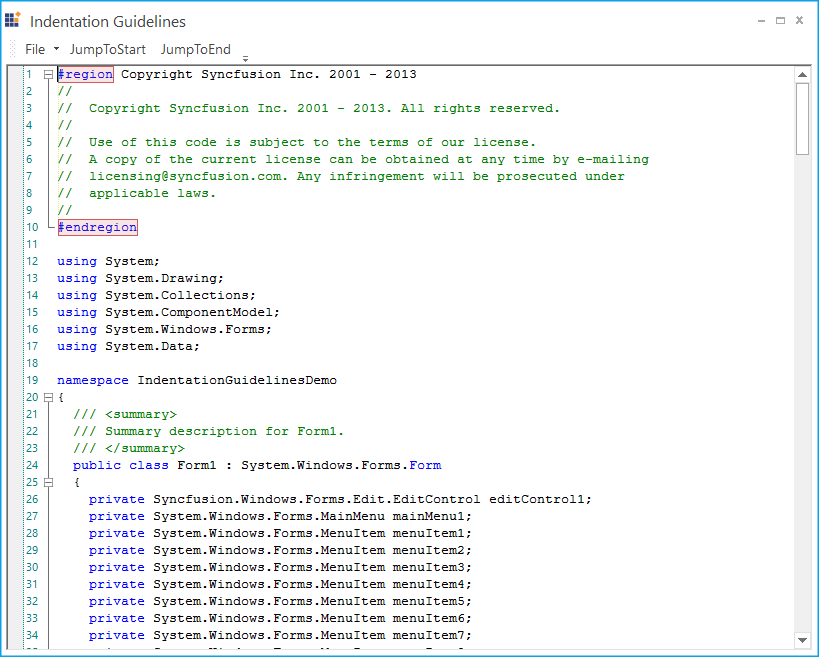 Indentation Guidelines
File JumpToStart JumpToEnd
1 #region Copyright Syncfusion Inc. 2001 - 2013
2 //
3 //  Copyright Syncfusion Inc. 2001 - 2013. All rights reserved.
4 //
5 //  Use of this code is subject to the terms of our license.
6 //  A copy of the current license can be obtained at any time by e-mailing
7 //  licensing@syncfusion.com. Any infringement will be prosecuted under
8 //  applicable laws.
9 //
10 #endregion
11
12 using System;
13 using System.Drawing;
14 using System.Collections;
15 using System.ComponentModel;
16 using System.Windows.Forms;
17 using System.Data;
18
19 namespace IndentationGuidelinesDemo
20 {
21   /// <summary>
22   /// Summary description for Form1.
23   /// </summary>
24   public class Form1 : System.Windows.Forms.Form
25   {
26     private Syncfusion.Windows.Forms.Edit.EditControl editControl1;
27     private System.Windows.Forms.MainMenu mainMenu1;
28     private System.Windows.Forms.MenuItem menuItem1;
29     private System.Windows.Forms.MenuItem menuItem2;
30     private System.Windows.Forms.MenuItem menuItem3;
31     private System.Windows.Forms.MenuItem menuItem4;
32     private System.Windows.Forms.MenuItem menuItem5;
33     private System.Windows.Forms.MenuItem menuItem6;
34     private System.Windows.Forms.MenuItem menuItem7;